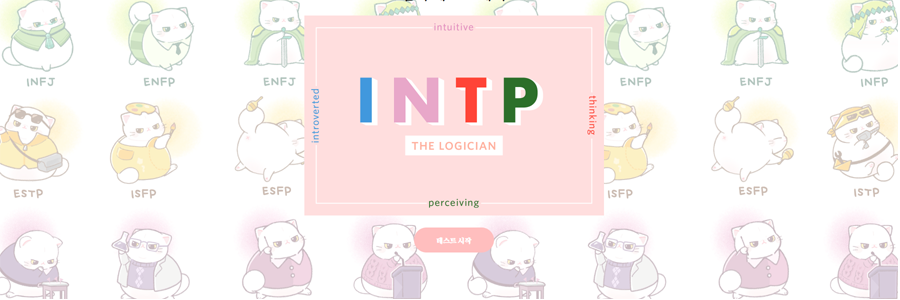 intuitive
INFJ
ENFP
ENFJ
ENFP
ENFJ
INFP
introverted
INTP
thinking
THE LOGICIAN
ESTP
ISFP
ESFP
ISFP
ESFP
ISTP
perceiving
테스트 시작